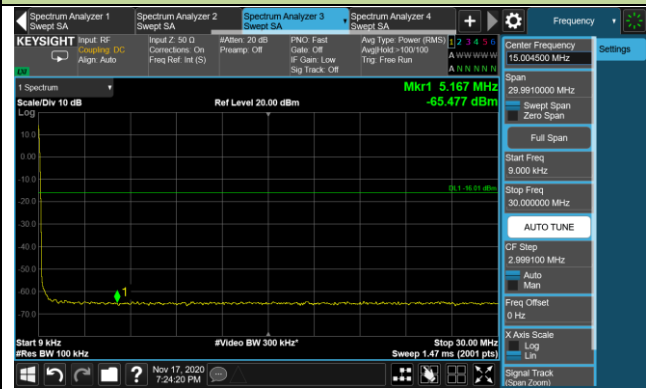 Spectrum Analyzer 1
Swept SA
Spectrum Analyzer 2
Swept SA
Spectrum Analyzer 3
Swept SA
Spectrum Analyzer 4
Swept SA
Frequency
KEYSIGHT
Input: RF
Coupling: DC
Align: Auto
Input Z: 50 Ω
Corrections: On
Freq Ref: Int (S)
#Atten: 20 dB
Preamp: Off
PNO: Fast
Gate: Off
IF Gain: Low
Sig Track: Off
Avg Type: Power (RMS)
Avg|Hold:>100/100
Trig: Free Run
1 2 3 4 5 6
A W W W W W
A N N N N N
LW
1 Spectrum
Scale/Div 10 dB
Ref Level 20.00 dBm
Mkr1 5.167 MHz
-65.477 dBm
Log
10.0
0.00
-10.0
-20.0
-30.0
-40.0
-50.0
-60.0
-70.0
DL1 -16.01 dBm
1
Start 9 kHz
#Res BW 100 kHz
#Video BW 300 kHz*
Stop 30.00 MHz
Sweep 1.47 ms (2001 pts)
Nov 17, 2020
7:24:20 PM
Settings
Center Frequency
15.004500 MHz
Span
29.9910000 MHz
Swept Span
Zero Span
Full Span
Start Freq
9.000 kHz
Stop Freq
30.000000 MHz
AUTO TUNE
CF Step
2.999100 MHz
Auto
Man
Freq Offset
0 Hz
X Axis Scale
Log
Lin
Signal Track
(Span Zoom)